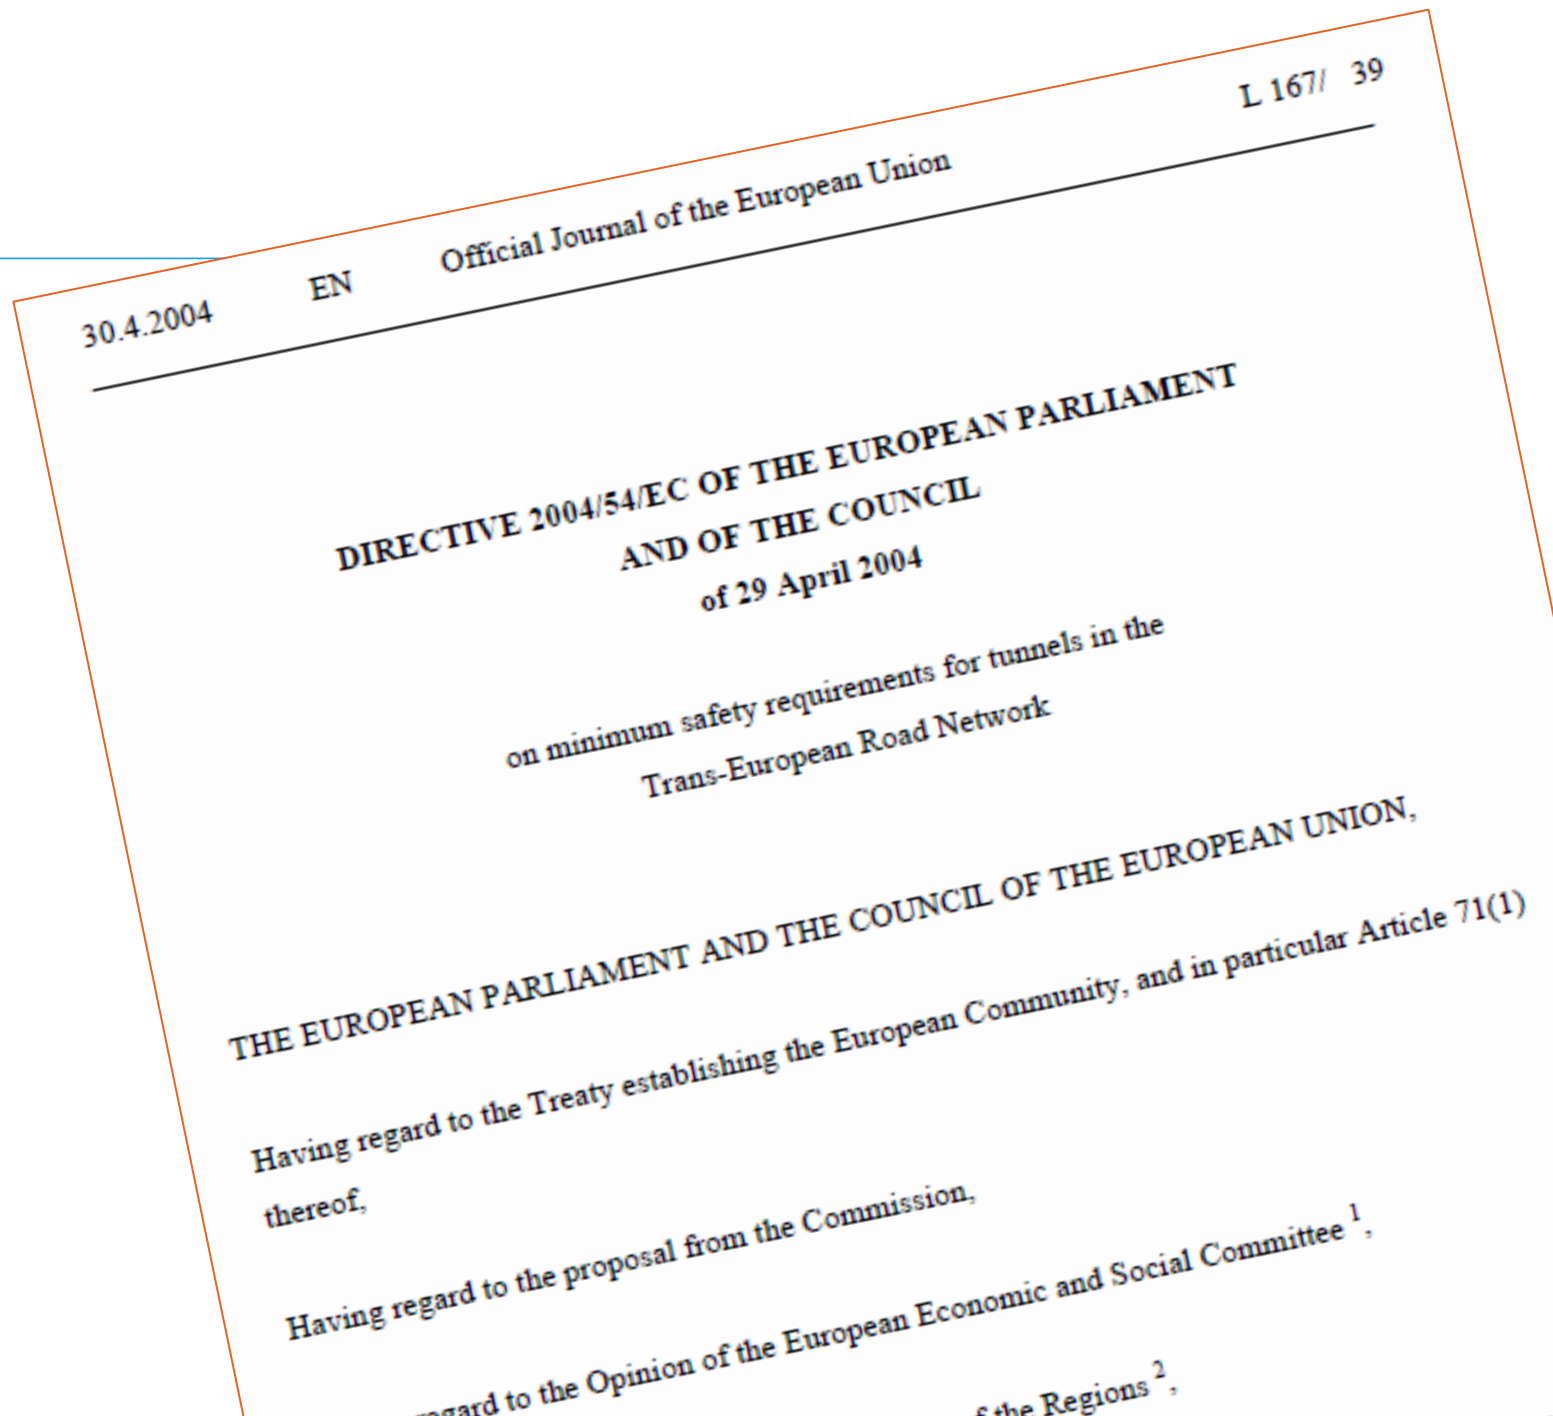 30.4.2004 EN Official Journal of the European Union L 167/ 39
DIRECTIVE 2004/54/EC OF THE EUROPEAN PARLIAMENT
AND OF THE COUNCIL
of 29 April 2004
on minimum safety requirements for tunnels in the
Trans-European Road Network
THE EUROPEAN PARLIAMENT AND THE COUNCIL OF THE EUROPEAN UNION,
Having regard to the Treaty establishing the European Community, and in particular Article 71(1)
thereof,
Having regard to the proposal from the Commission,
regard to the Opinion of the European Economic and Social Committee ¹,
of the Regions ²,